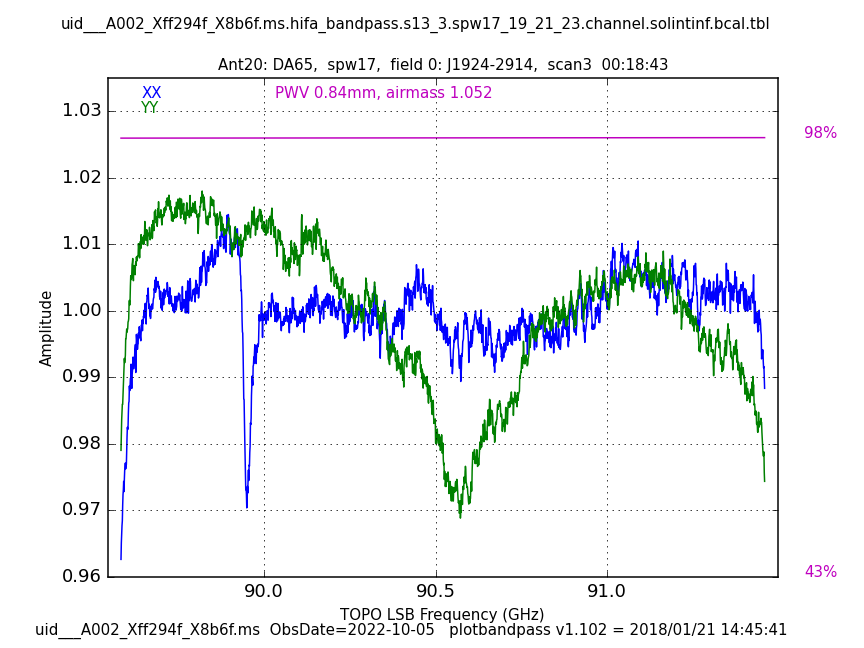 uid___A002_Xff294f_X8b6f.ms.hifa_bandpass.s13_3.spw17_19_21_23.channel.solintinf.bcal.tbl
Ant20: DA65,  spw17,  field 0: J1924-2914,  scan3  00:18:43
XX
YY
PWV 0.84mm, airmass 1.052
98%
43%
1.03
1.02
1.01
1.00
0.99
0.98
0.97
0.96
Amplitude
90.0 90.5 91.0
TOPO LSB Frequency (GHz)
uid___A002_Xff294f_X8b6f.ms  ObsDate=2022-10-05   plotbandpass v1.102 = 2018/01/21 14:45:41